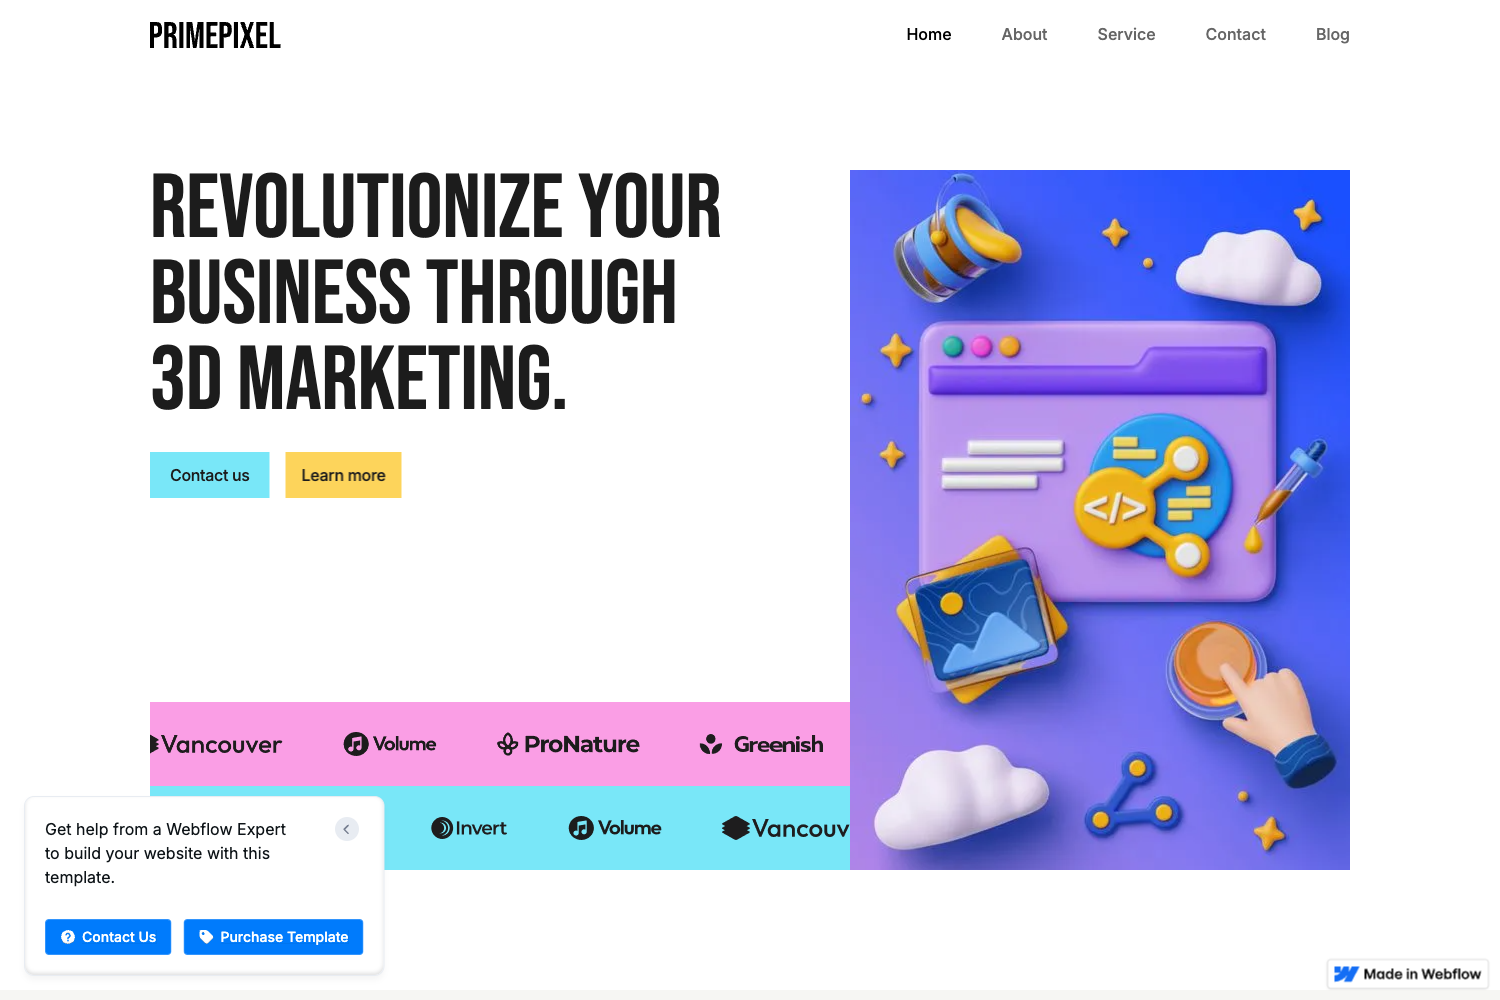 PRIMEPIXEL
Home
About
Service
Contact
Blog
REVOLUTIONIZE YOUR
BUSINESS THROUGH
3D MARKETING.
Contact us
Learn more
</>
Vancouver
Volume
ProNature
Greenish
Invert
Volume
Vancouv
Get help from a Webflow Expert
to build your website with this
template.
Contact Us
Purchase Template
Made in Webflow